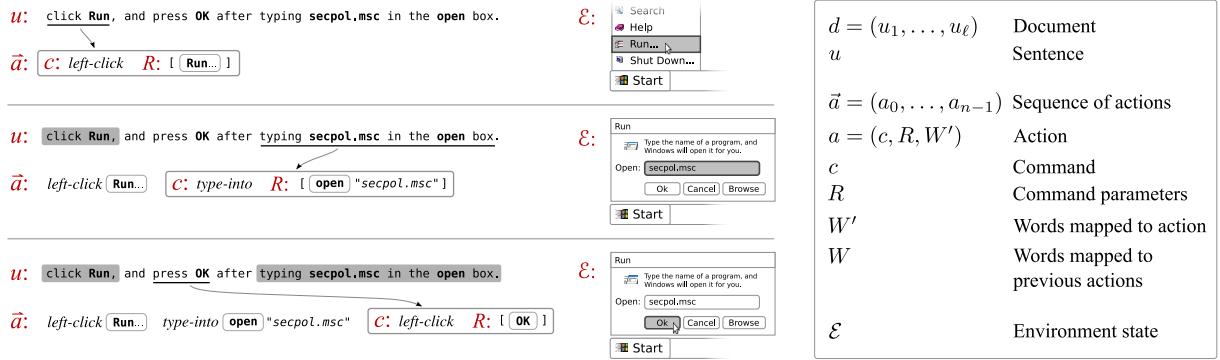 u: click Run, and press OK after typing secpol.msc in the open box.
a⃗: c: left-click R: [ Run... ]
ℰ:
Search
Help
Run...
Shut Down...
Start
u: click Run, and press OK after typing secpol.msc in the open box.
a⃗: left-click Run... c: type-into R: [ open "secpol.msc" ]
ℰ:
Run
Type the name of a program, and
Windows will open it for you.
Open: secpol.msc
Ok Cancel Browse
Start
u: click Run, and press OK after typing secpol.msc in the open box.
a⃗: left-click Run... type-into open "secpol.msc" c: left-click R: [ OK ]
ℰ:
Run
Type the name of a program, and
Windows will open it for you.
Open: secpol.msc
Ok Cancel Browse
Start
d = (u₁, . . . , uℓ) Document
u Sentence
a⃗ = (a₀, . . . , aₙ₋₁) Sequence of actions
a = (c, R, W′) Action
c Command
R Command parameters
W′ Words mapped to action
W Words mapped to
previous actions
ℰ Environment state